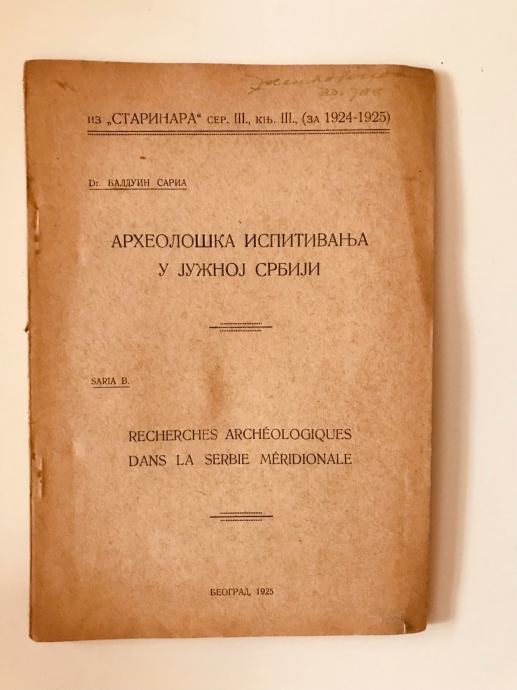 из „СТАРИНАРА“ сер. III., књ. III., (за 1924-1925)
Dr. БАЛДУИН САРИА
АРХЕОЛОШКА ИСПИТИВАЊА
У ЈУЖНОЈ СРБИЈИ
SARIA B.
RECHERCHES ARCHÉOLOGIQUES
DANS LA SERBIE MÉRIDIONALE
БЕОГРАД, 1925